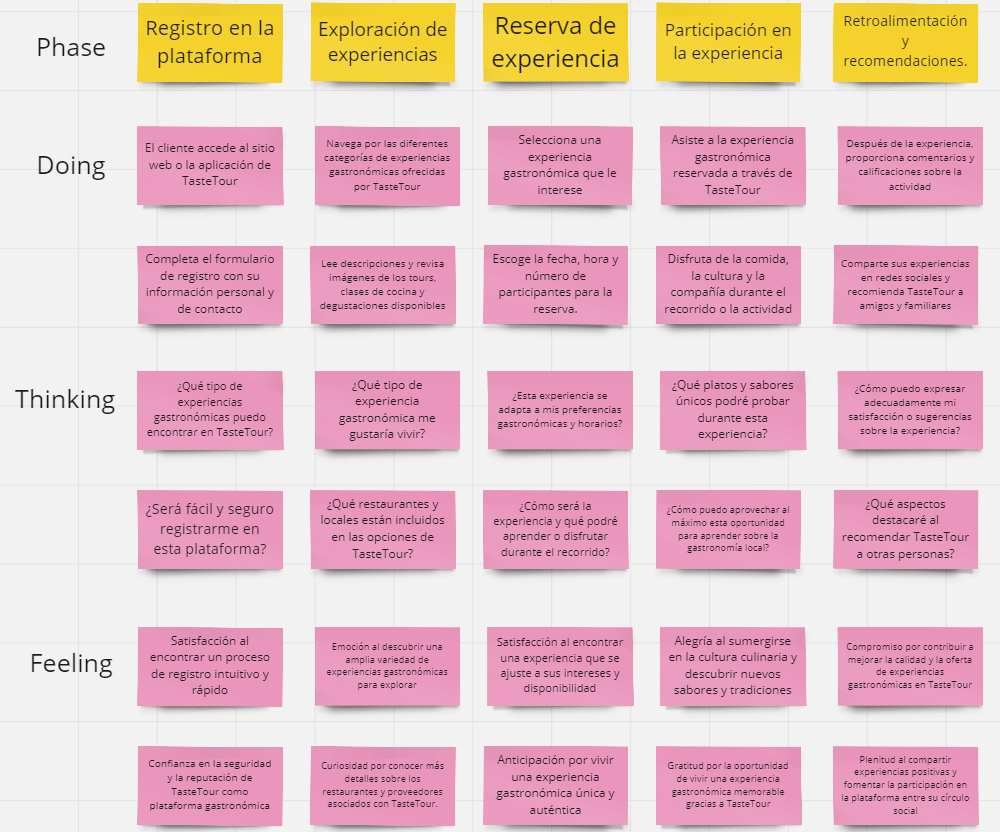 Phase
Registro en la
plataforma
Exploración de
experiencias
Reserva de
experiencia
Participación en
la experiencia
Retroalimentación
y
recomendaciones.
Doing
El cliente accede al sitio
web o la aplicación de
TasteTour
Navega por las diferentes
categorías de experiencias
gastronómicas ofrecidas
por TasteTour
Selecciona una
experiencia
gastronómica que le
interese
Asiste a la experiencia
gastronómica
reservada a través de
TasteTour
Después de la experiencia,
proporciona comentarios y
calificaciones sobre la
actividad
Completa el formulario
de registro con su
información personal y
de contacto
Lee descripciones y revisa
imágenes de los tours,
clases de cocina y
degustaciones disponibles
Escoge la fecha, hora y
número de
participantes para la
reserva.
Disfruta de la comida,
la cultura y la
compañía durante el
recorrido o la actividad
Comparte sus experiencias
en redes sociales y
recomienda TasteTour a
amigos y familiares
Thinking
¿Qué tipo de
experiencias
gastronómicas puedo
encontrar en TasteTour?
¿Qué tipo de
experiencia
gastronómica me
gustaría vivir?
¿Esta experiencia se
adapta a mis preferencias
gastronómicas y horarios?
¿Qué platos y sabores
únicos podré probar
durante esta
experiencia?
¿Cómo puedo expresar
adecuadamente mi
satisfacción o sugerencias
sobre la experiencia?
¿Será fácil y seguro
registrarme en
esta plataforma?
¿Qué restaurantes y
locales están incluidos
en las opciones de
TasteTour?
¿Cómo será la
experiencia y qué podré
aprender o disfrutar
durante el recorrido?
¿Cómo puedo aprovechar al
máximo esta oportunidad
para aprender sobre la
gastronomía local?
¿Qué aspectos
destacaré al
recomendar TasteTour
a otras personas?
Feeling
Satisfacción al
encontrar un proceso
de registro intuitivo y
rápido
Emoción al descubrir una
amplia variedad de
experiencias gastronómicas
para explorar
Satisfacción al encontrar
una experiencia que se
ajuste a sus intereses y
disponibilidad
Alegría al sumergirse
en la cultura culinaria y
descubrir nuevos
sabores y tradiciones
Compromiso por contribuir a
mejorar la calidad y la oferta
de experiencias
gastronómicas en TasteTour
Confianza en la seguridad
y la reputación de
TasteTour como
plataforma gastronómica
Curiosidad por conocer más
detalles sobre los
restaurantes y proveedores
asociados con TasteTour.
Anticipación por vivir
una experiencia
gastronómica única y
auténtica
Gratitud por la oportunidad
de vivir una experiencia
gastronómica memorable
gracias a TasteTour
Plenitud al compartir
experiencias positivas y
fomentar la participación en
la plataforma entre su círculo
social